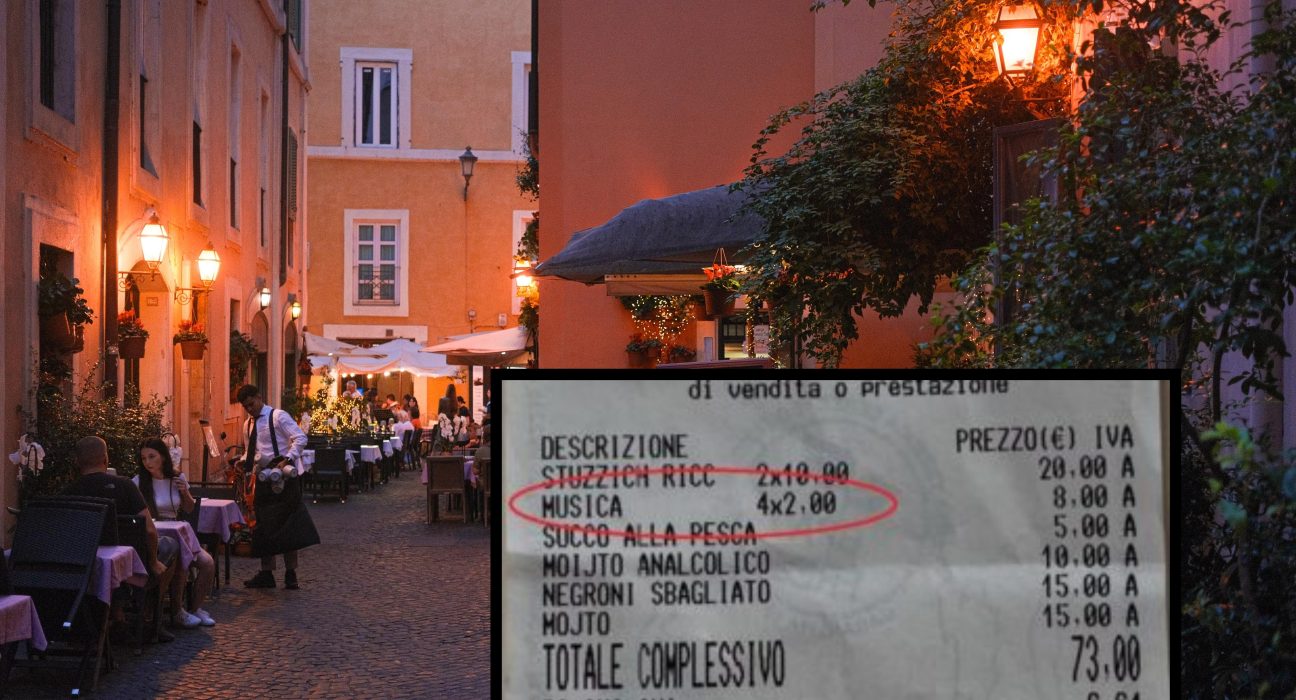 di vendita o prestazione
DESCRIZIONE PREZZO(€) IVA
STUZZICH RICC 2x10.00 20.00 A
MUSICA 4x2.00 8.00 A
SUCCO ALLA PESCA 5.00 A
MOIJTO ANALCOLICO 10.00 A
NEGRONI SBAGLIATO 15.00 A
MOJTO 15.00 A
TOTALE COMPLESSIVO 73.00